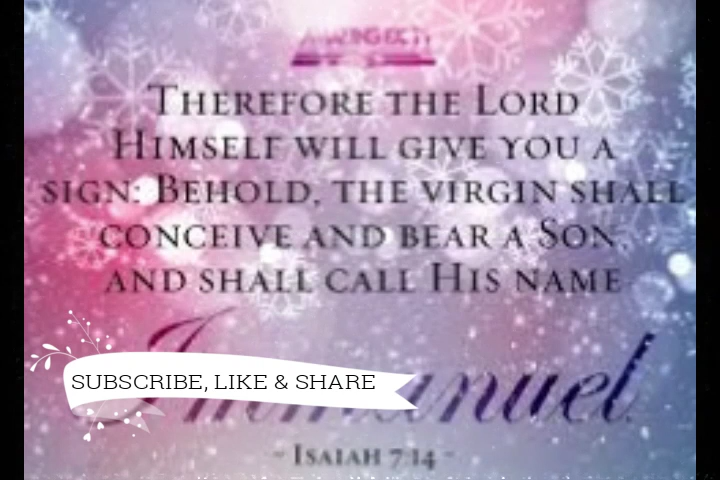 THEREFORE THE LORD
HIMSELF WILL GIVE YOU A
SIGN: BEHOLD, THE VIRGIN SHALL
CONCEIVE AND BEAR A SON,
AND SHALL CALL HIS NAME
Immanuel.
SUBSCRIBE, LIKE & SHARE
~ ISAIAH 7:14 ~